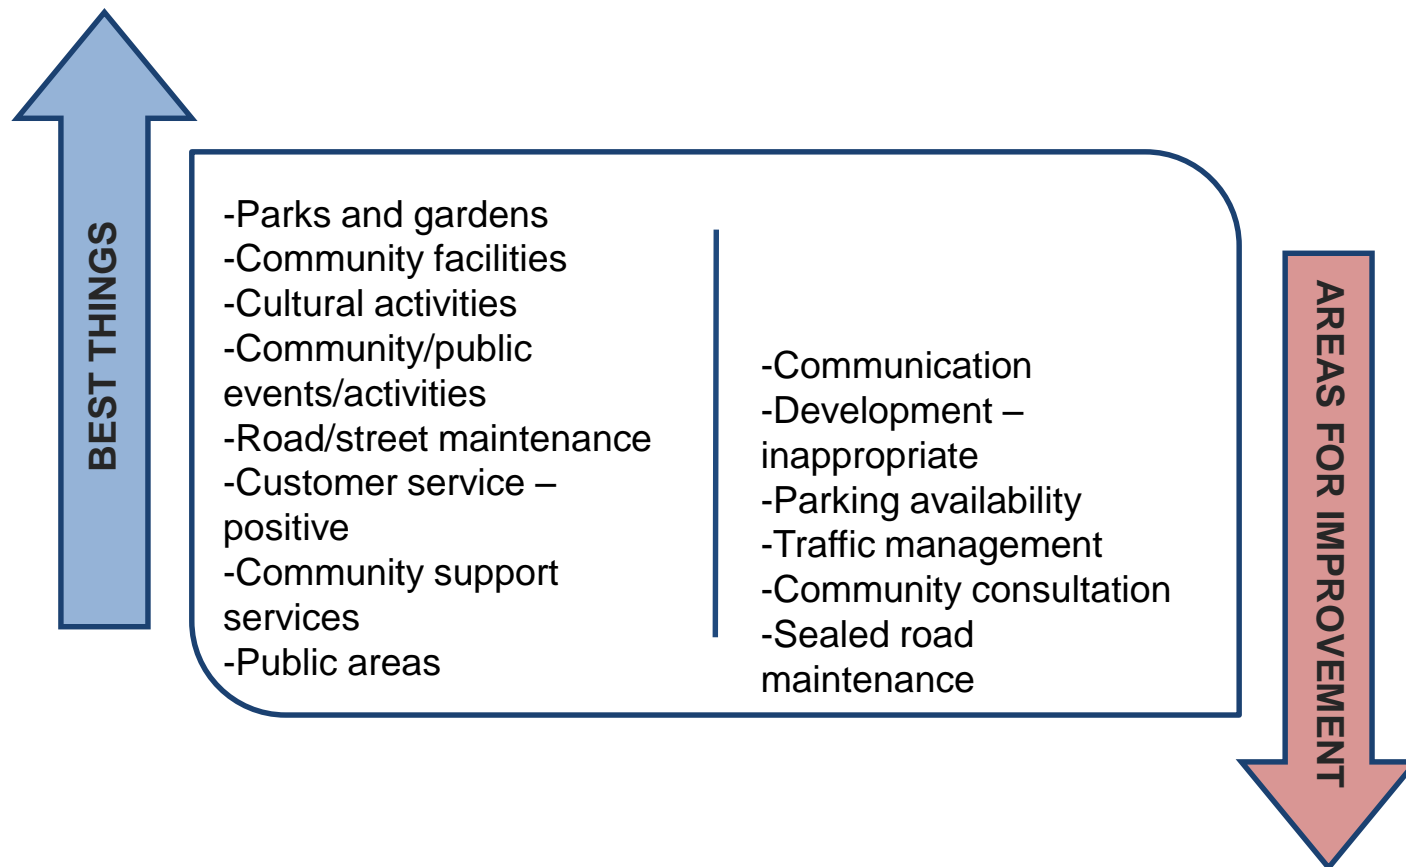 BEST THINGS
-Parks and gardens
-Community facilities
-Cultural activities
-Community/public
events/activities
-Road/street maintenance
-Customer service –
positive
-Community support
services
-Public areas
-Communication
-Development –
inappropriate
-Parking availability
-Traffic management
-Community consultation
-Sealed road
maintenance
AREAS FOR IMPROVEMENT